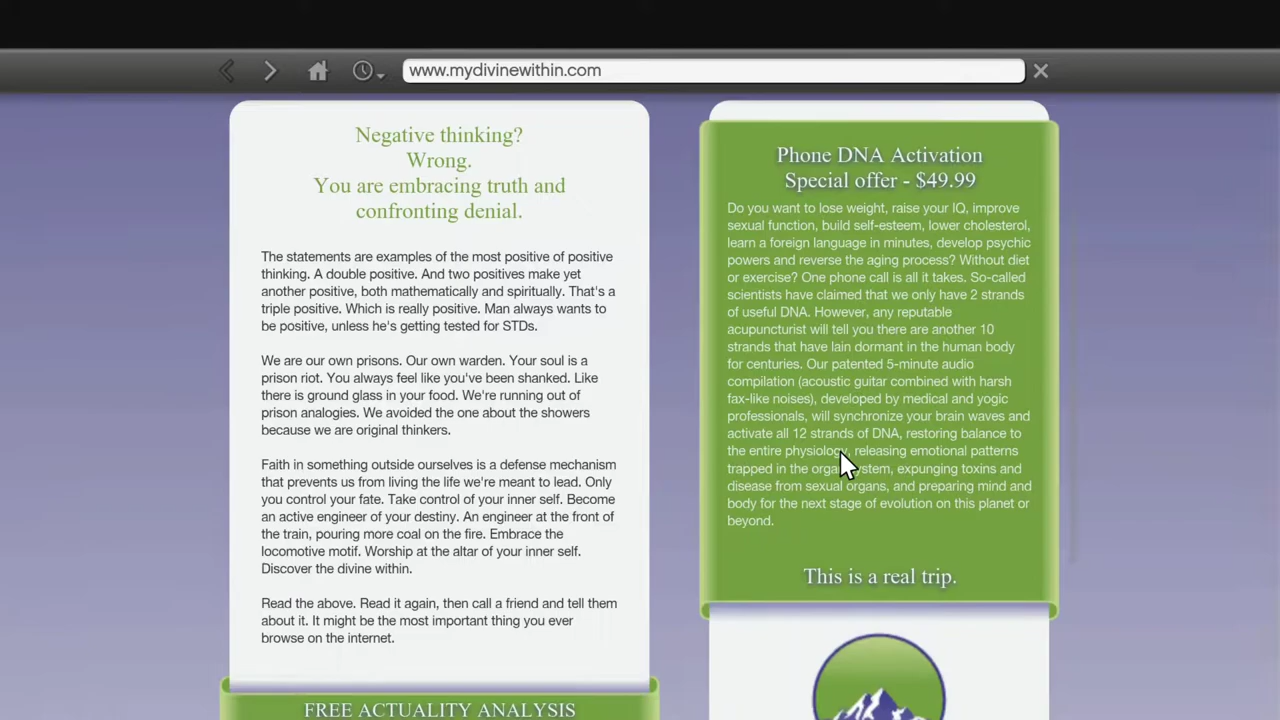 www.mydivinewithin.com
Negative thinking?
Wrong.
You are embracing truth and
confronting denial.
The statements are examples of the most positive of positive
thinking. A double positive. And two positives make yet
another positive, both mathematically and spiritually. That's a
triple positive. Which is really positive. Man always wants to
be positive, unless he's getting tested for STDs.
We are our own prisons. Our own warden. Your soul is a
prison riot. You always feel like you've been shanked. Like
there is ground glass in your food. We're running out of
prison analogies. We avoided the one about the showers
because we are original thinkers.
Faith in something outside ourselves is a defense mechanism
that prevents us from living the life we're meant to lead. Only
you control your fate. Take control of your inner self. Become
an active engineer of your destiny. An engineer at the front of
the train, pouring more coal on the fire. Embrace the
locomotive motif. Worship at the altar of your inner self.
Discover the divine within.
Read the above. Read it again, then call a friend and tell them
about it. It might be the most important thing you ever
browse on the internet.
FREE ACTUALITY ANALYSIS
Phone DNA Activation
Special offer - $49.99
Do you want to lose weight, raise your IQ, improve
sexual function, build self-esteem, lower cholesterol,
learn a foreign language in minutes, develop psychic
powers and reverse the aging process? Without diet
or exercise? One phone call is all it takes. So-called
scientists have claimed that we only have 2 strands
of useful DNA. However, any reputable
acupuncturist will tell you there are another 10
strands that have lain dormant in the human body
for centuries. Our patented 5-minute audio
compilation (acoustic guitar combined with harsh
fax-like noises), developed by medical and yogic
professionals, will synchronize your brain waves and
activate all 12 strands of DNA, restoring balance to
the entire physiology, releasing emotional patterns
trapped in the organ system, expunging toxins and
disease from sexual organs, and preparing mind and
body for the next stage of evolution on this planet or
beyond.
This is a real trip.